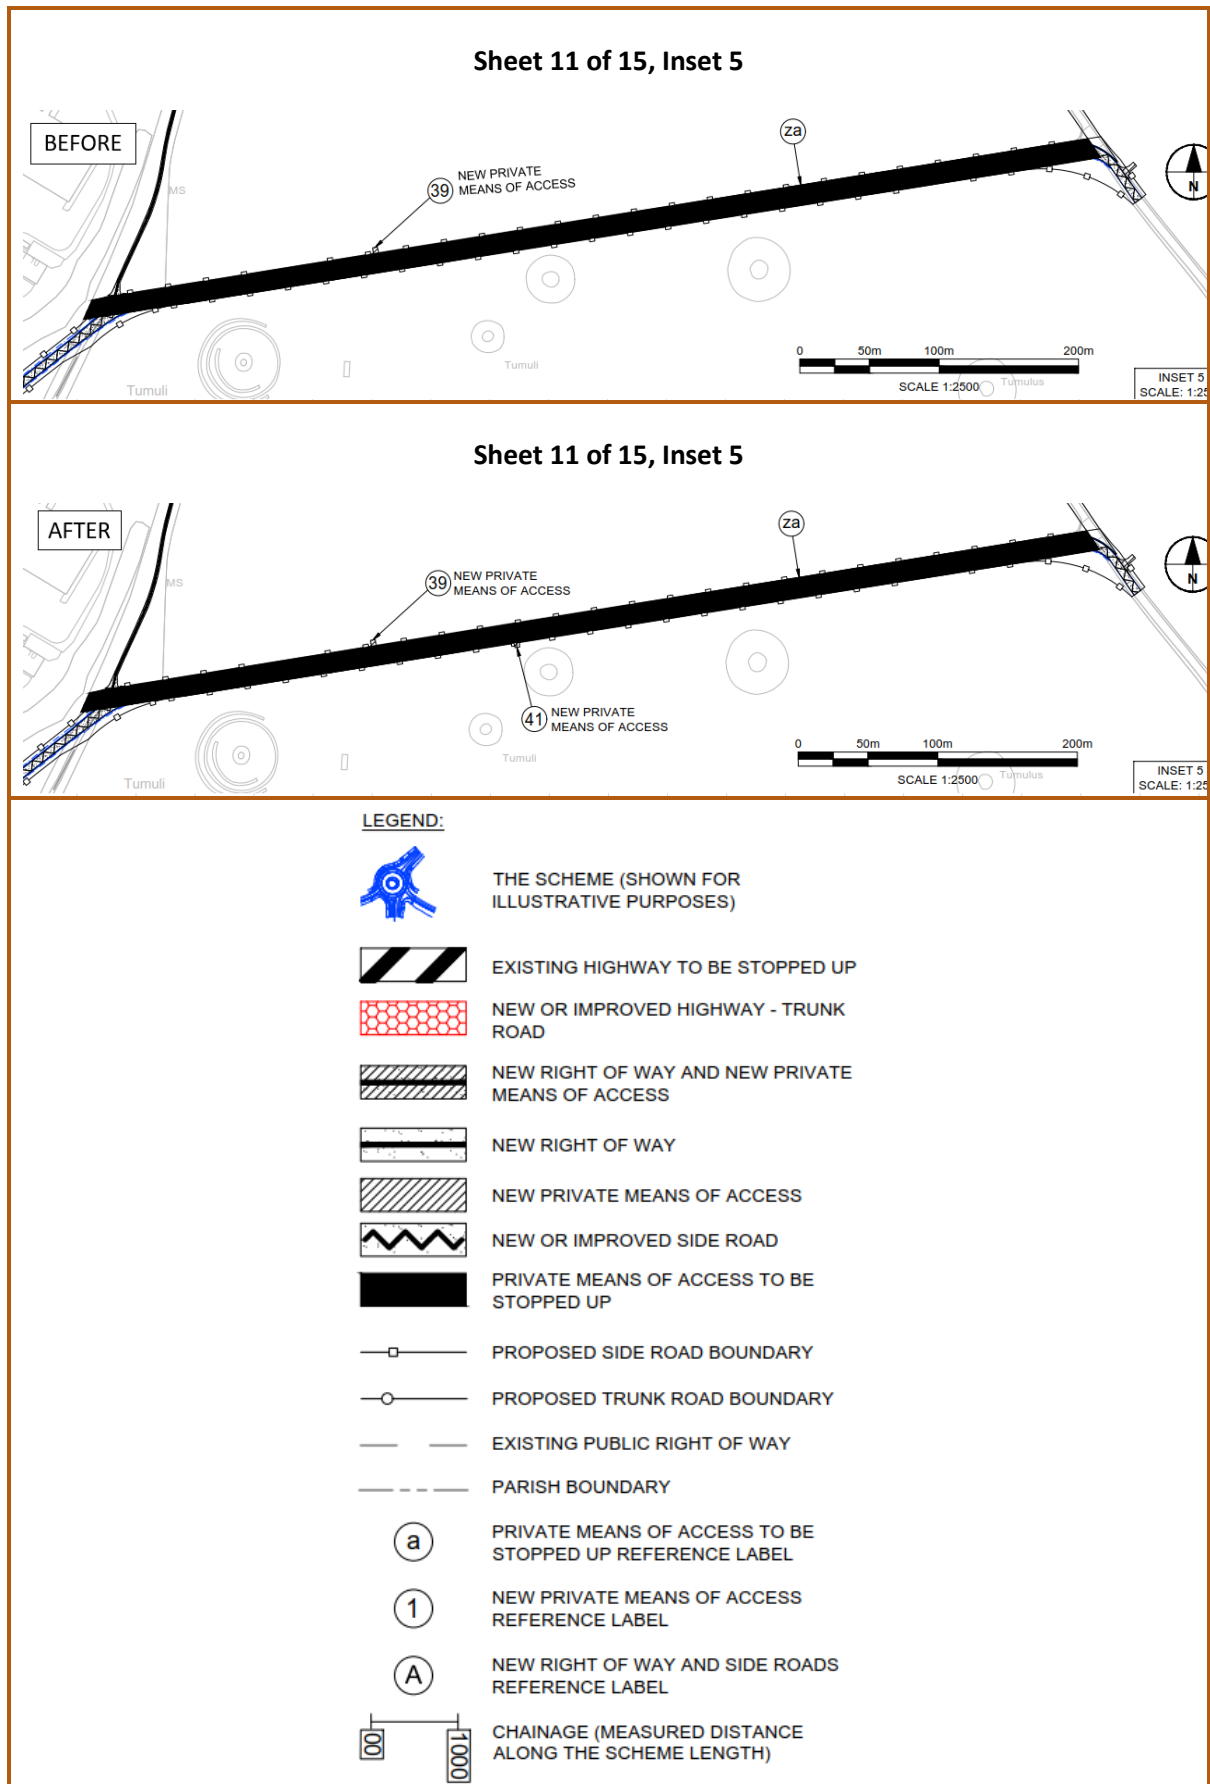 Sheet 11 of 15, Inset 5
BEFORE
za
39
NEW PRIVATE
MEANS OF ACCESS
MS
N
Tumuli
Tumuli
0 50m 100m 200m
SCALE 1:2500
Tumulus
INSET 5
SCALE: 1:25
Sheet 11 of 15, Inset 5
AFTER
za
39
NEW PRIVATE
MEANS OF ACCESS
MS
N
41
NEW PRIVATE
MEANS OF ACCESS
Tumuli
Tumuli
0 50m 100m 200m
SCALE 1:2500
Tumulus
INSET 5
SCALE: 1:25
LEGEND:
THE SCHEME (SHOWN FOR
ILLUSTRATIVE PURPOSES)
EXISTING HIGHWAY TO BE STOPPED UP
NEW OR IMPROVED HIGHWAY - TRUNK
ROAD
NEW RIGHT OF WAY AND NEW PRIVATE
MEANS OF ACCESS
NEW RIGHT OF WAY
NEW PRIVATE MEANS OF ACCESS
NEW OR IMPROVED SIDE ROAD
PRIVATE MEANS OF ACCESS TO BE
STOPPED UP
PROPOSED SIDE ROAD BOUNDARY
PROPOSED TRUNK ROAD BOUNDARY
EXISTING PUBLIC RIGHT OF WAY
PARISH BOUNDARY
a
PRIVATE MEANS OF ACCESS TO BE
STOPPED UP REFERENCE LABEL
1
NEW PRIVATE MEANS OF ACCESS
REFERENCE LABEL
A
NEW RIGHT OF WAY AND SIDE ROADS
REFERENCE LABEL
00
1000
CHAINAGE (MEASURED DISTANCE
ALONG THE SCHEME LENGTH)